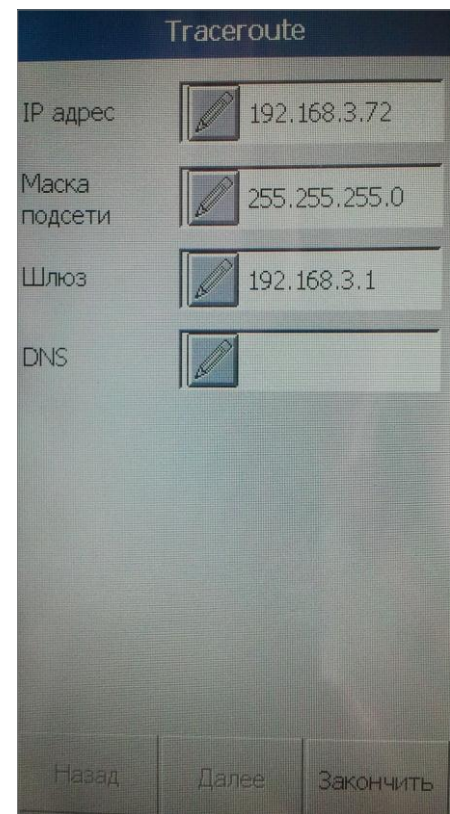 Traceroute
IP адрес 192.168.3.72
Маска
подсети 255.255.255.0
Шлюз 192.168.3.1
DNS
Назад Далее Закончить